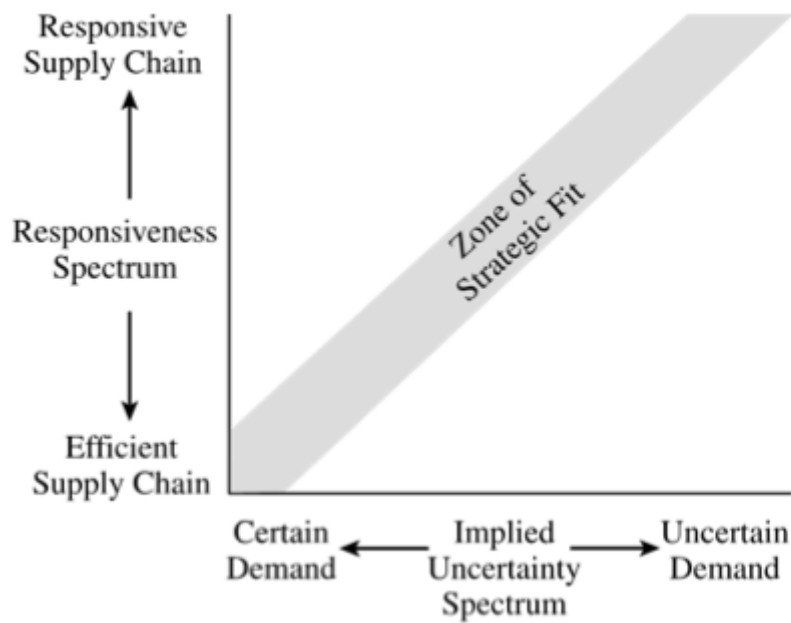 Responsive
Supply Chain
Responsiveness
Spectrum
Efficient
Supply Chain
Zone of
Strategic Fit
Certain
Demand
Implied
Uncertainty
Spectrum
Uncertain
Demand